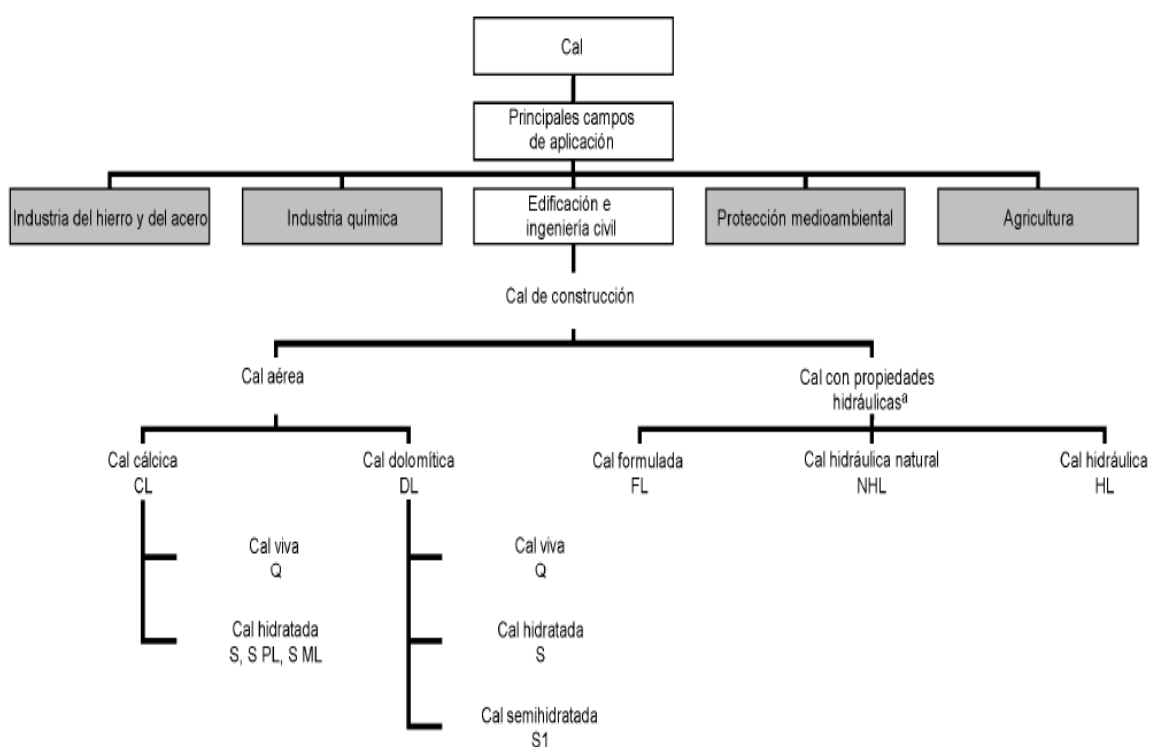 Cal
Principales campos
de aplicación
Industria del hierro y del acero
Industria química
Edificación e
ingeniería civil
Protección medioambiental
Agricultura
Cal de construcción
Cal aérea
Cal con propiedades
hidráulicasª
Cal cálcica
CL
Cal dolomítica
DL
Cal formulada
FL
Cal hidráulica natural
NHL
Cal hidráulica
HL
Cal viva
Q
Cal viva
Q
Cal hidratada
S, S PL, S ML
Cal hidratada
S
Cal semihidratada
S1